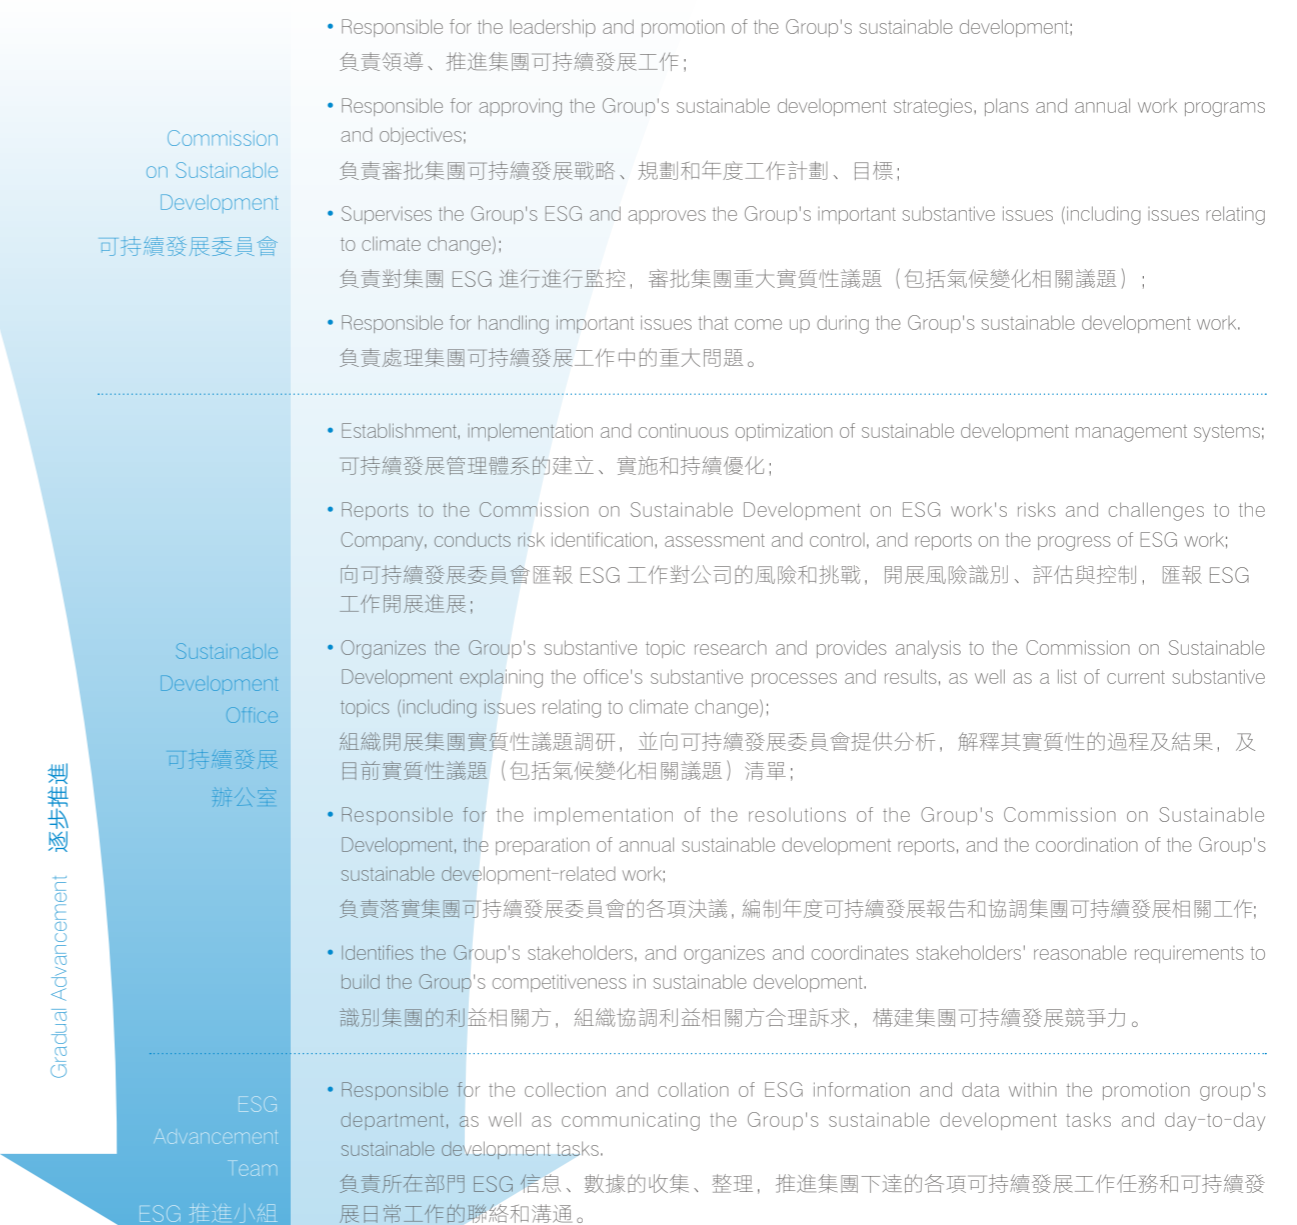 • Responsible for the leadership and promotion of the Group's sustainable development;
負責領導、推進集團可持續發展工作；
• Responsible for approving the Group's sustainable development strategies, plans and annual work programs
and objectives;
負責審批集團可持續發展戰略、規劃和年度工作計劃、目標；
Commission
on Sustainable
Development
可持續發展委員會
• Supervises the Group's ESG and approves the Group's important substantive issues (including issues relating
to climate change);
負責對集團 ESG 進行進行監控，審批集團重大實質性議題（包括氣候變化相關議題）；
• Responsible for handling important issues that come up during the Group's sustainable development work.
負責處理集團可持續發展工作中的重大問題。
• Establishment, implementation and continuous optimization of sustainable development management systems;
可持續發展管理體系的建立、實施和持續優化；
• Reports to the Commission on Sustainable Development on ESG work's risks and challenges to the
Company, conducts risk identification, assessment and control, and reports on the progress of ESG work;
向可持續發展委員會匯報 ESG 工作對公司的風險和挑戰，開展風險識別、評估與控制，匯報 ESG
工作開展進展；
Sustainable
Development
Office
可持續發展
辦公室
• Organizes the Group's substantive topic research and provides analysis to the Commission on Sustainable
Development explaining the office's substantive processes and results, as well as a list of current substantive
topics (including issues relating to climate change);
組織開展集團實質性議題調研，並向可持續發展委員會提供分析，解釋其實質性的過程及結果，及
目前實質性議題（包括氣候變化相關議題）清單；
• Responsible for the implementation of the resolutions of the Group's Commission on Sustainable
Development, the preparation of annual sustainable development reports, and the coordination of the Group's
sustainable development-related work;
負責落實集團可持續發展委員會的各項決議，編制年度可持續發展報告和協調集團可持續發展相關工作；
• Identifies the Group's stakeholders, and organizes and coordinates stakeholders' reasonable requirements to
build the Group's competitiveness in sustainable development.
識別集團的利益相關方，組織協調利益相關方合理訴求，構建集團可持續發展競爭力。
Gradual Advancement 逐步推進
ESG
Advancement
Team
ESG 推進小組
• Responsible for the collection and collation of ESG information and data within the promotion group's
department, as well as communicating the Group's sustainable development tasks and day-to-day
sustainable development tasks.
負責所在部門 ESG 信息、數據的收集、整理，推進集團下達的各項可持續發展工作任務和可持續發
展日常工作的聯絡和溝通。